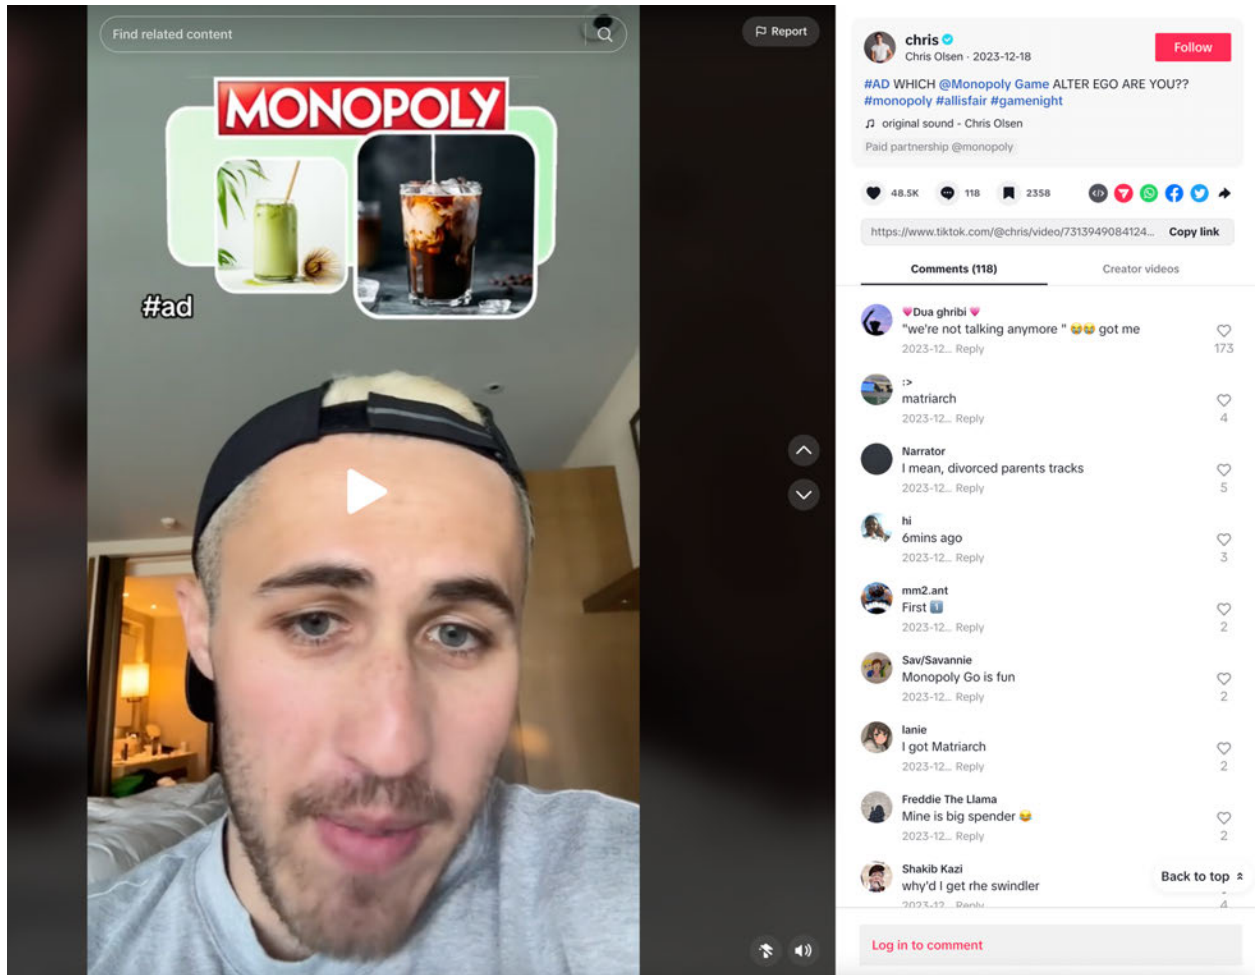 Find related content
Report
MONOPOLY
#ad
chris
Chris Olsen · 2023-12-18
Follow
#AD WHICH @Monopoly Game ALTER EGO ARE YOU??
#monopoly #allisfair #gamenight
original sound - Chris Olsen
Paid partnership @monopoly
48.5K 118 2358
https://www.tiktok.com/@chris/video/7313949084124... Copy link
Comments (118) Creator videos
💗Dua ghribi 💗
"we're not talking anymore " 😂😂 got me
2023-12... Reply
173
:>
matriarch
2023-12... Reply
4
Narrator
I mean, divorced parents tracks
2023-12... Reply
5
hi
6mins ago
2023-12... Reply
3
mm2.ant
First 1️⃣
2023-12... Reply
2
Sav/Savannie
Monopoly Go is fun
2023-12... Reply
2
lanie
I got Matriarch
2023-12... Reply
2
Freddie The Llama
Mine is big spender 😂
2023-12... Reply
2
Shakib Kazi
why'd I get rhe swindler
2023-12... Reply
4
Back to top
Log in to comment